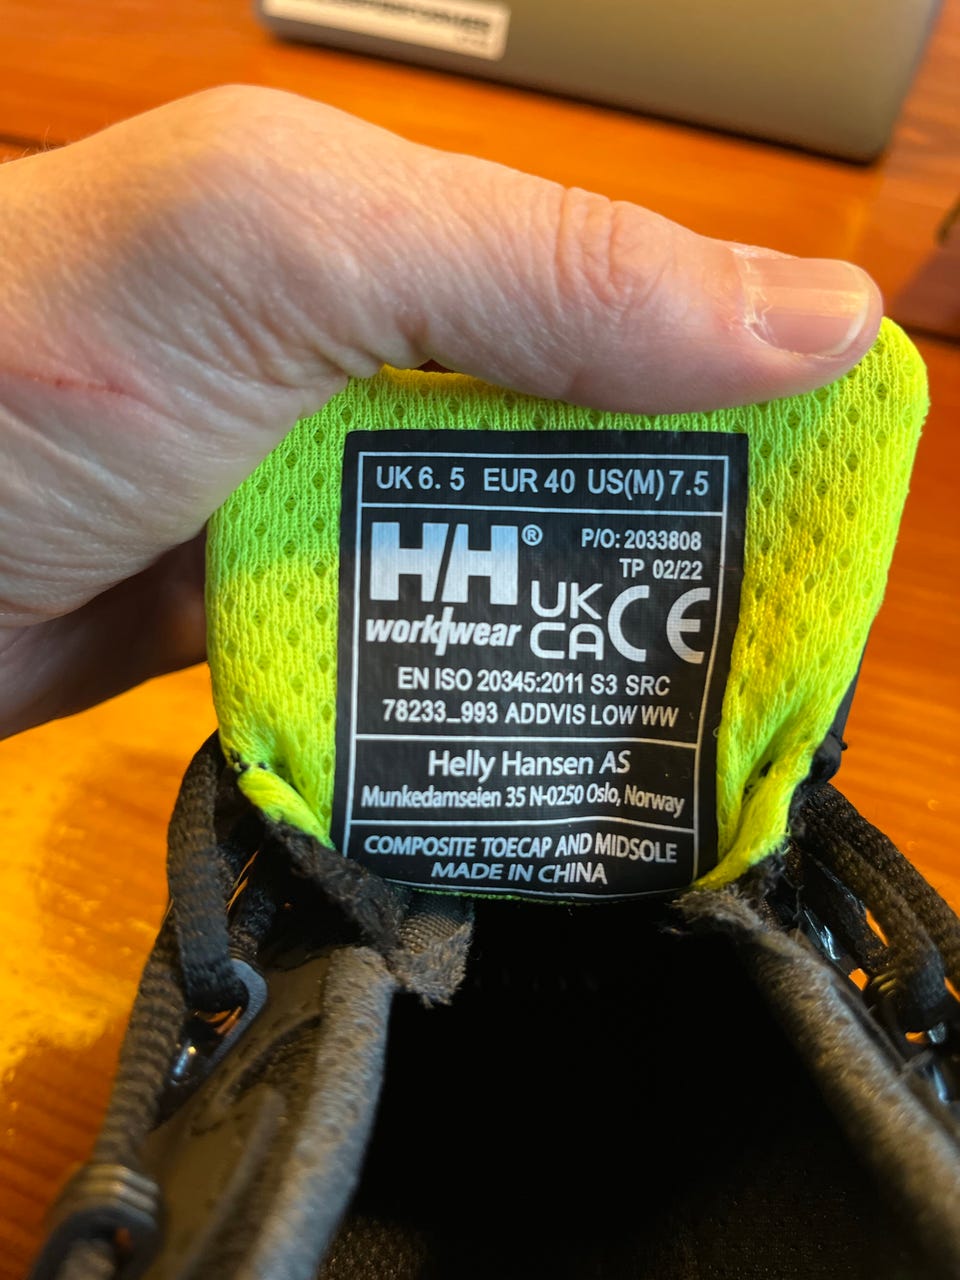 UK 6.5 EUR 40 US(M) 7.5
HH®
P/O: 2033808
TP 02/22
workwear
UK
CA
CE
EN ISO 20345:2011 S3 SRC
78233_993 ADDVIS LOW WW
Helly Hansen AS
Munkedamseien 35 N-0250 Oslo, Norway
COMPOSITE TOECAP AND MIDSOLE
MADE IN CHINA